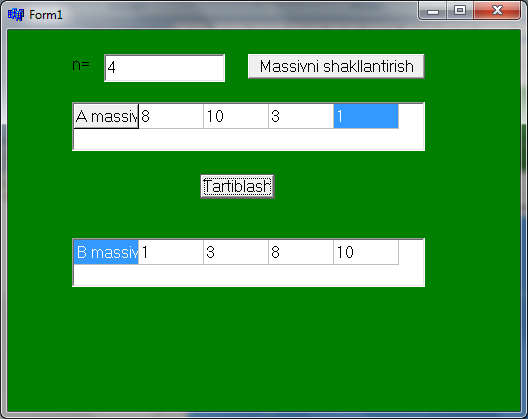 Form1
n= 4 Massivni shakllantirish
A massiv 8 10 3 1
Tartiblash
B massiv 1 3 8 10